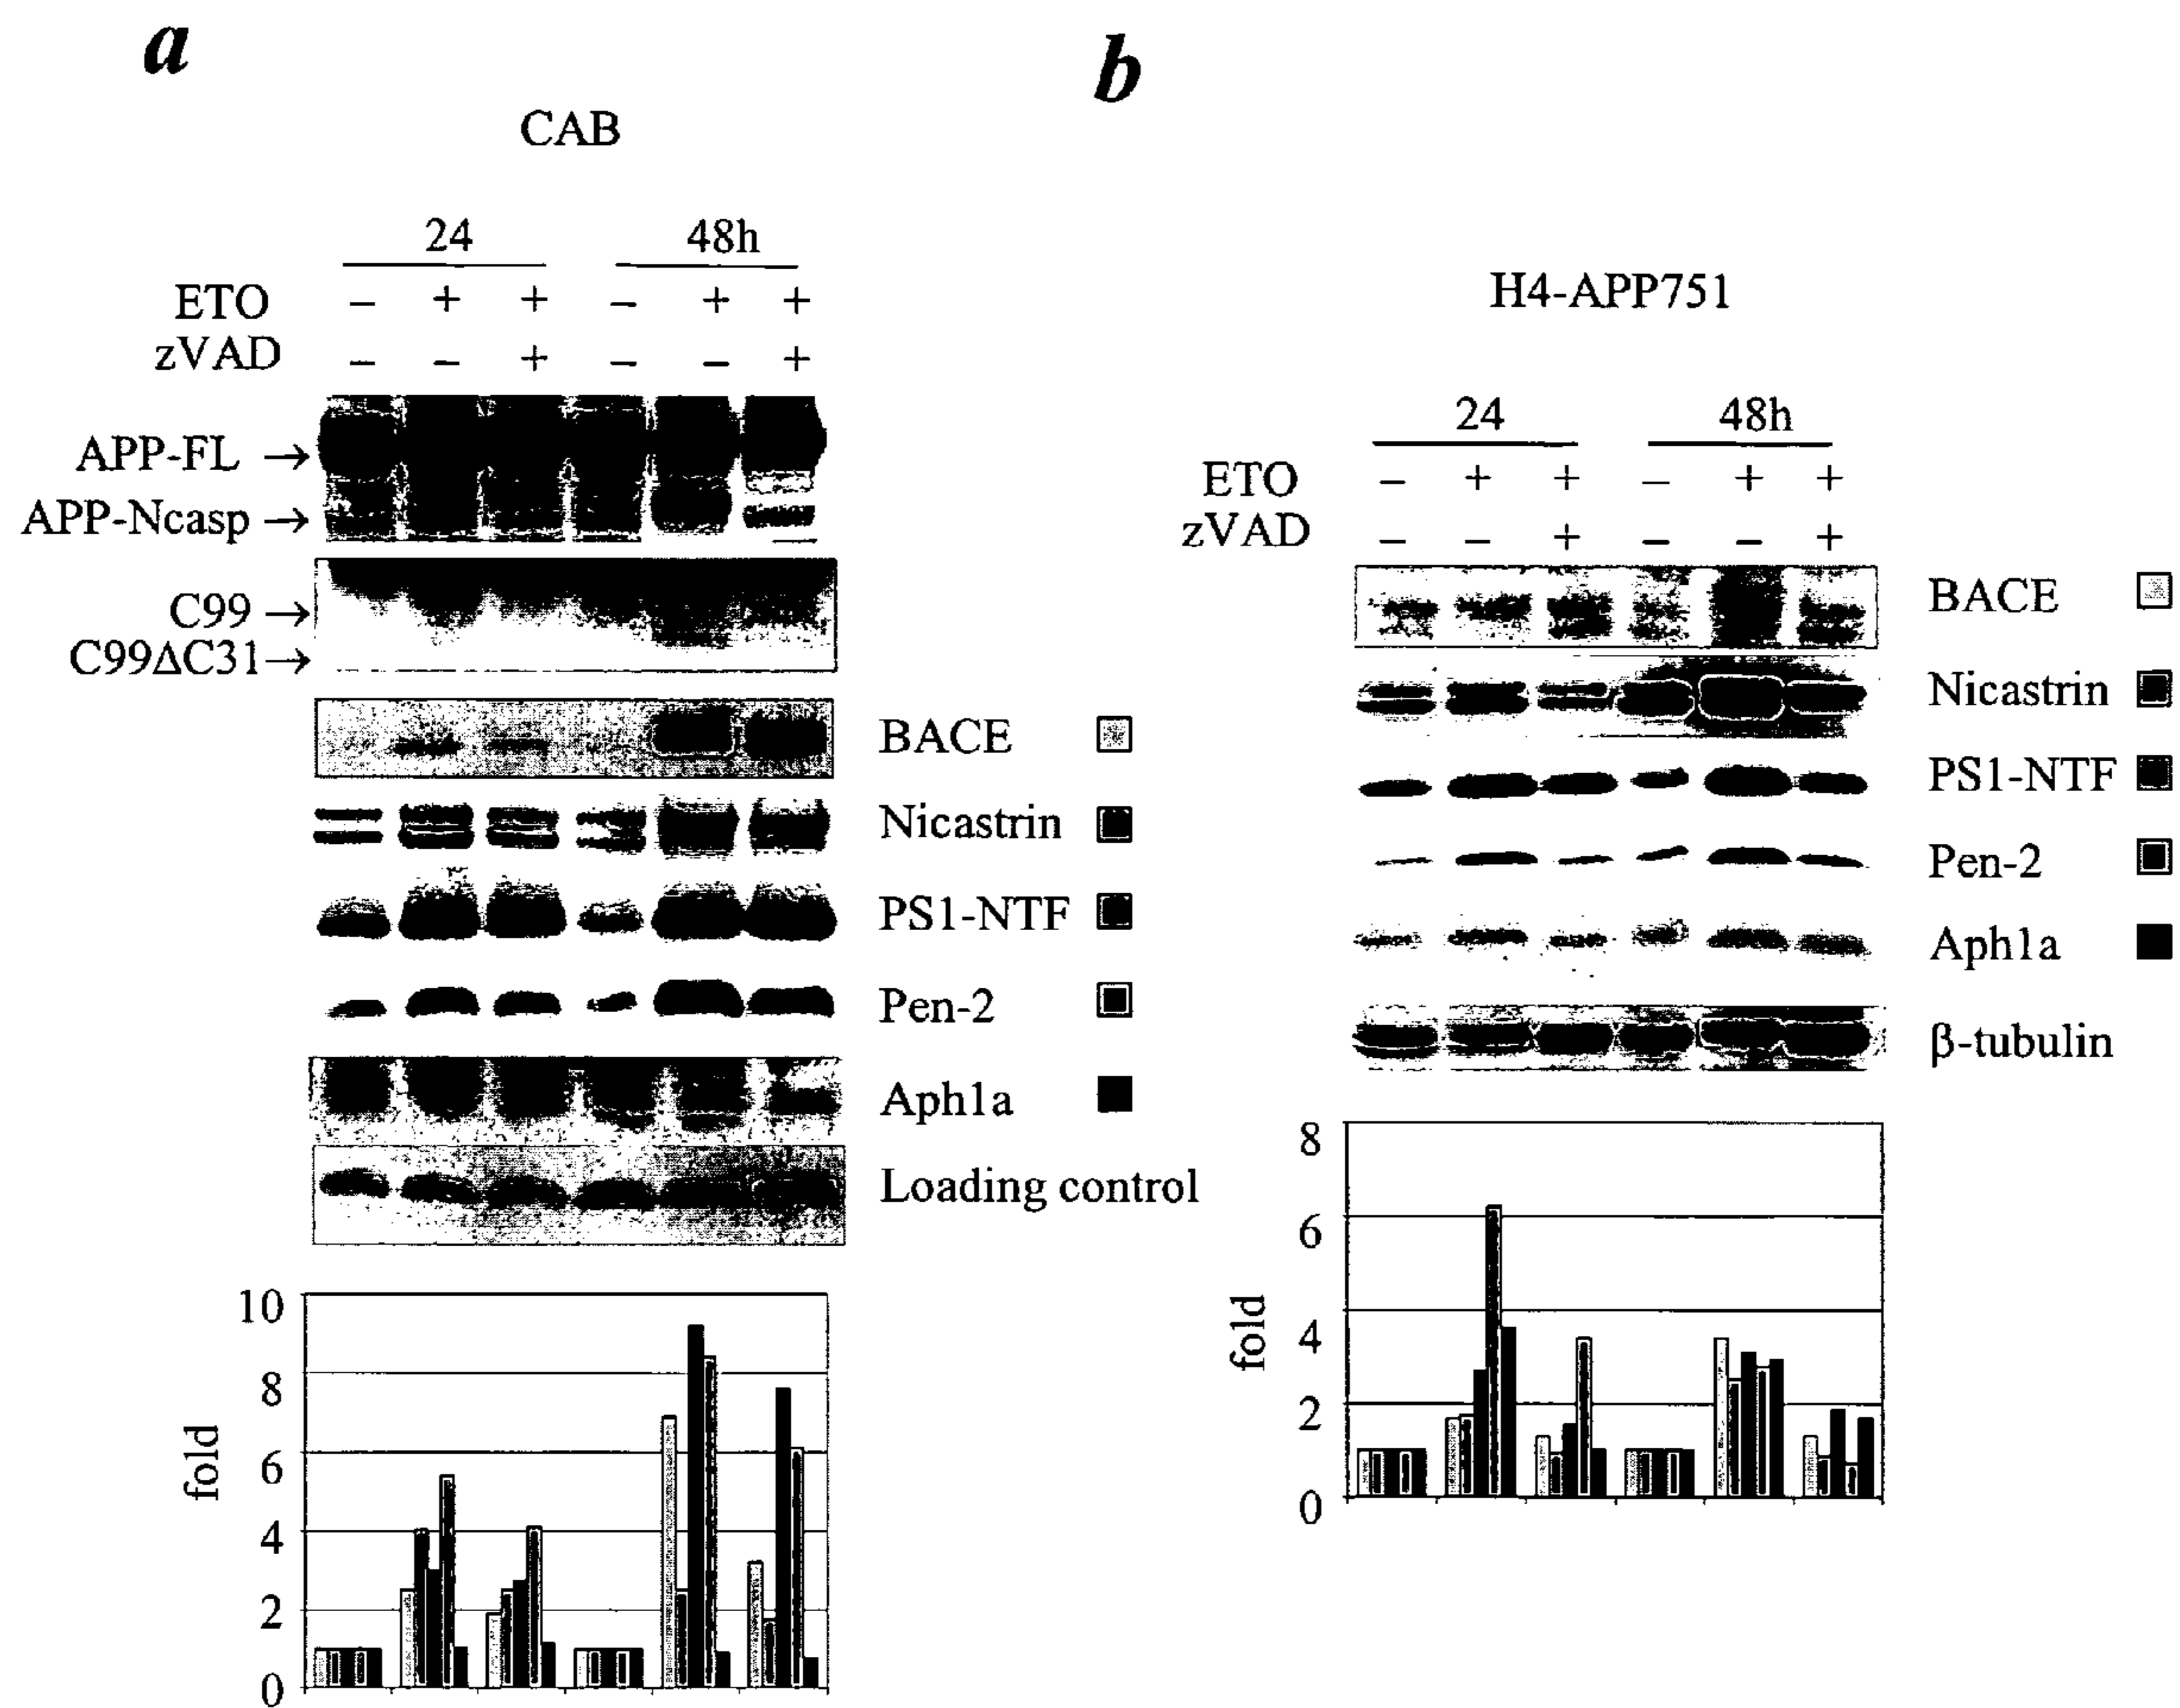 a
CAB
24 48h
ETO – + + – + +
zVAD – – + – – +
APP-FL →
APP-Ncasp →
C99 →
C99ΔC31→
BACE
Nicastrin
PS1-NTF
Pen-2
Aph1a
Loading control
fold
10
8
6
4
2
0
b
H4-APP751
24 48h
ETO – + + – + +
zVAD – – + – – +
BACE
Nicastrin
PS1-NTF
Pen-2
Aph1a
β-tubulin
fold
8
6
4
2
0